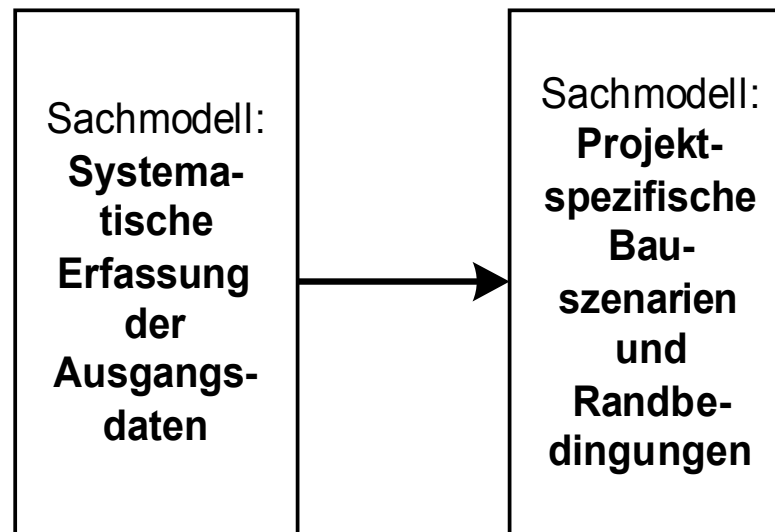 Sachmodell:
Systema-
tische
Erfassung
der
Ausgangs-
daten
Sachmodell:
Projekt-
spezifische
Bau-
szenarien
und
Randbe-
dingungen